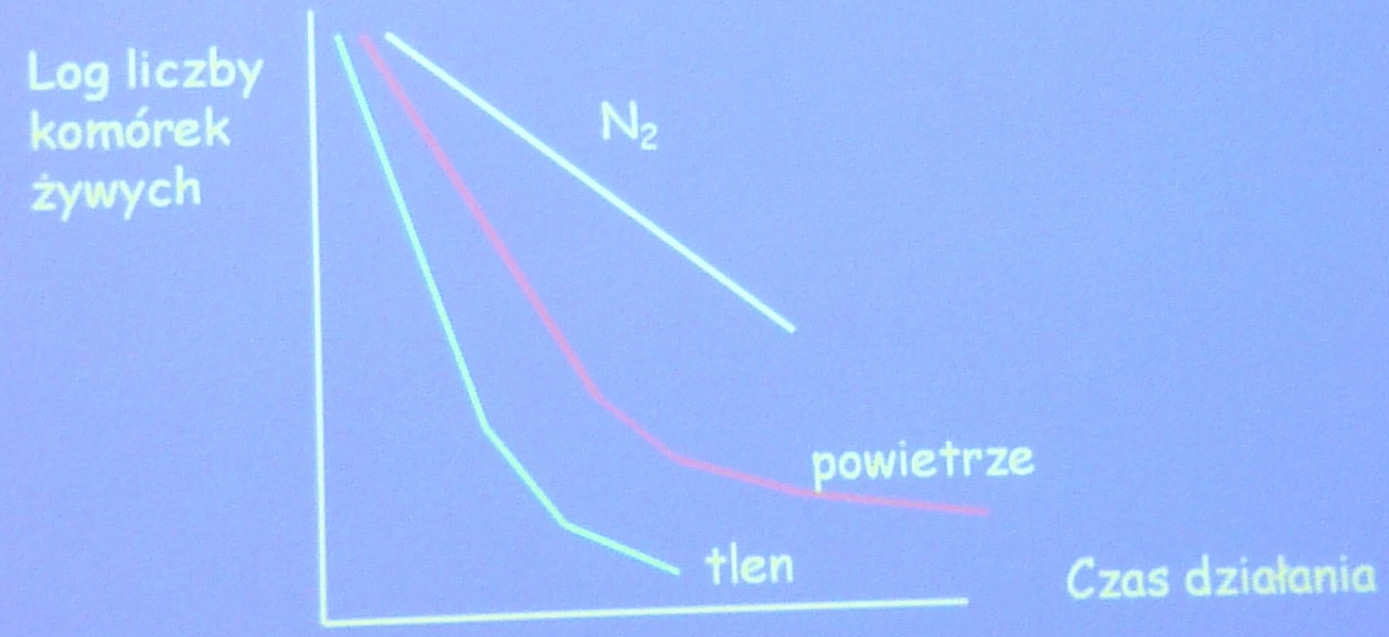 Log liczby
komórek
żywych
N₂
powietrze
tlen
Czas działania